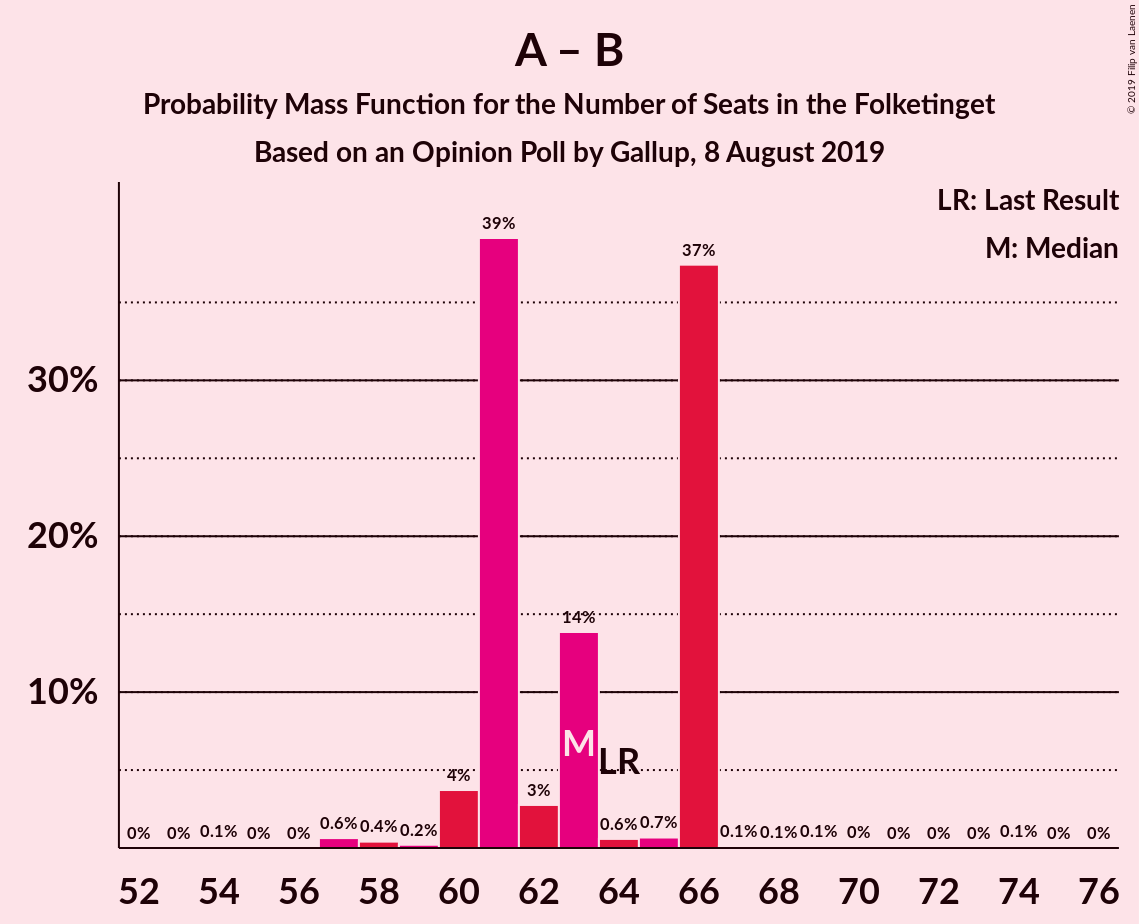 A – B
Probability Mass Function for the Number of Seats in the Folketinget
Based on an Opinion Poll by Gallup, 8 August 2019
© 2019 Filip van Laenen
LR: Last Result
M: Median
30%
20%
10%
0% 0% 0.1% 0% 0% 0.6% 0.4% 0.2% 4% 39% 3% 14% 0.6% 0.7% 37% 0.1% 0.1% 0.1% 0% 0% 0% 0% 0.1% 0% 0%
M
LR
52 54 56 58 60 62 64 66 68 70 72 74 76